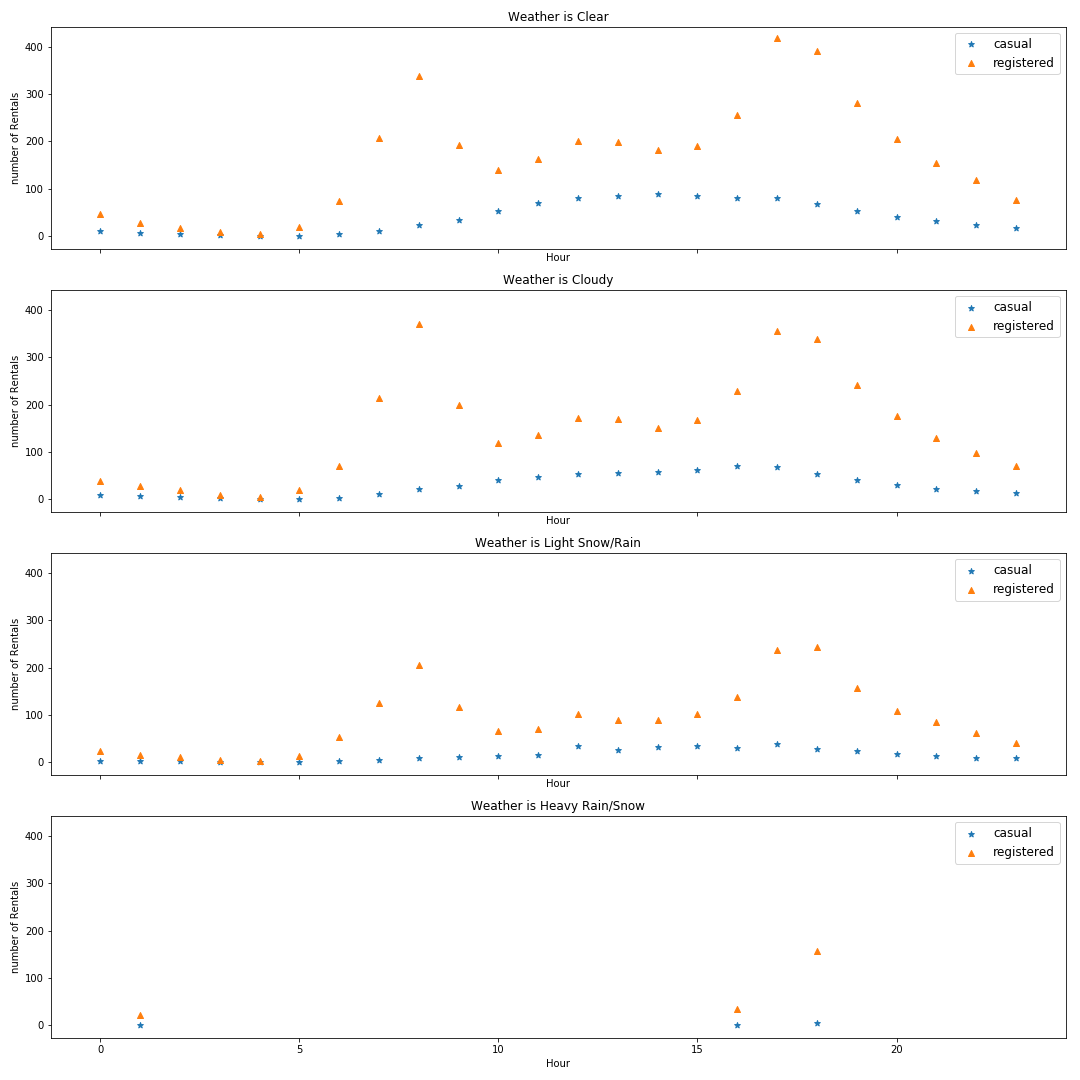 Weather is Clear
casual
registered
400
300
200
100
0
number of Rentals
Hour
Weather is Cloudy
casual
registered
400
300
200
100
0
number of Rentals
Hour
Weather is Light Snow/Rain
casual
registered
400
300
200
100
0
number of Rentals
Hour
Weather is Heavy Rain/Snow
casual
registered
400
300
200
100
0
number of Rentals
0 5 10 15 20
Hour